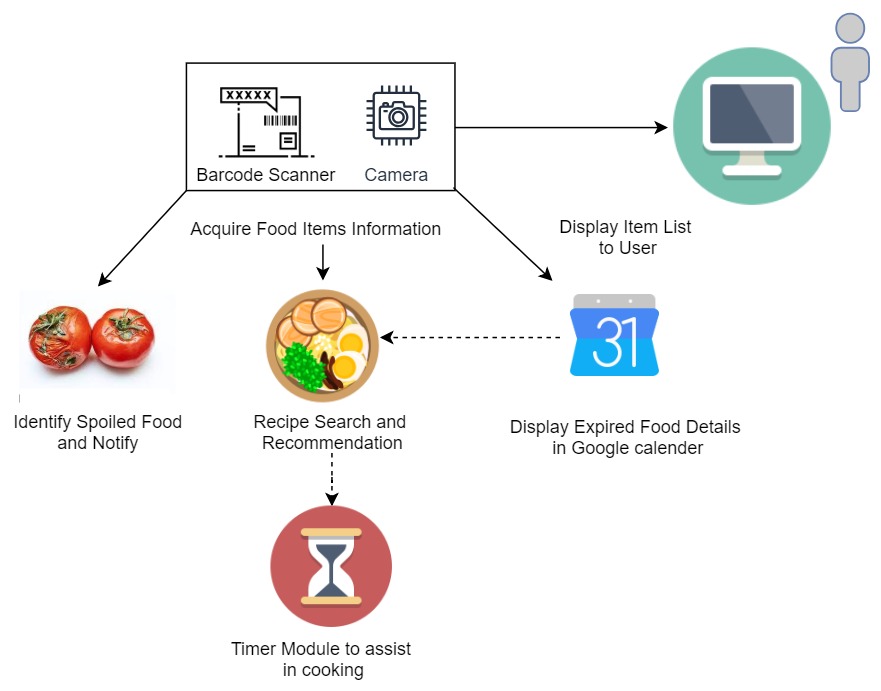 XXXXX
Barcode Scanner
Camera
Acquire Food Items Information
Display Item List
to User
31
Identify Spoiled Food
and Notify
Recipe Search and
Recommendation
Display Expired Food Details
in Google calender
Timer Module to assist
in cooking